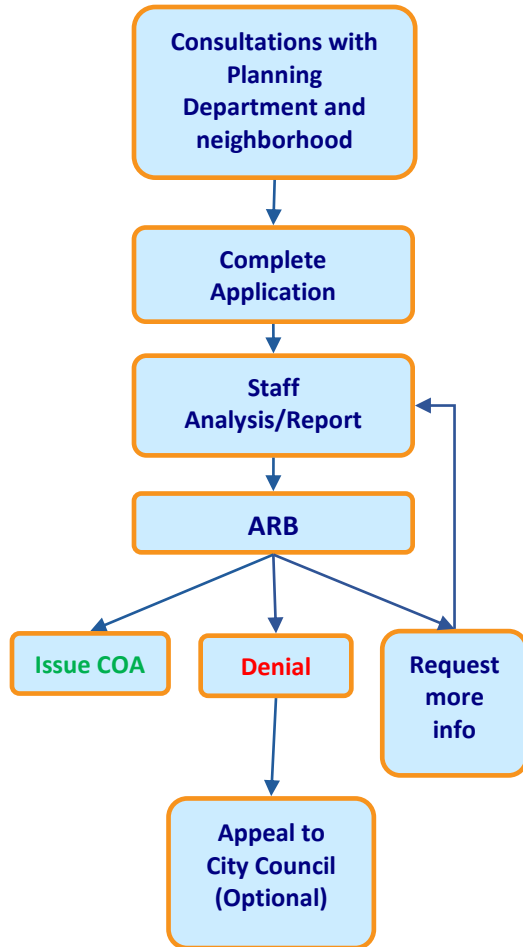 Consultations with
Planning
Department and
neighborhood
Complete
Application
Staff
Analysis/Report
ARB
Issue COA
Denial
Request
more
info
Appeal to
City Council
(Optional)